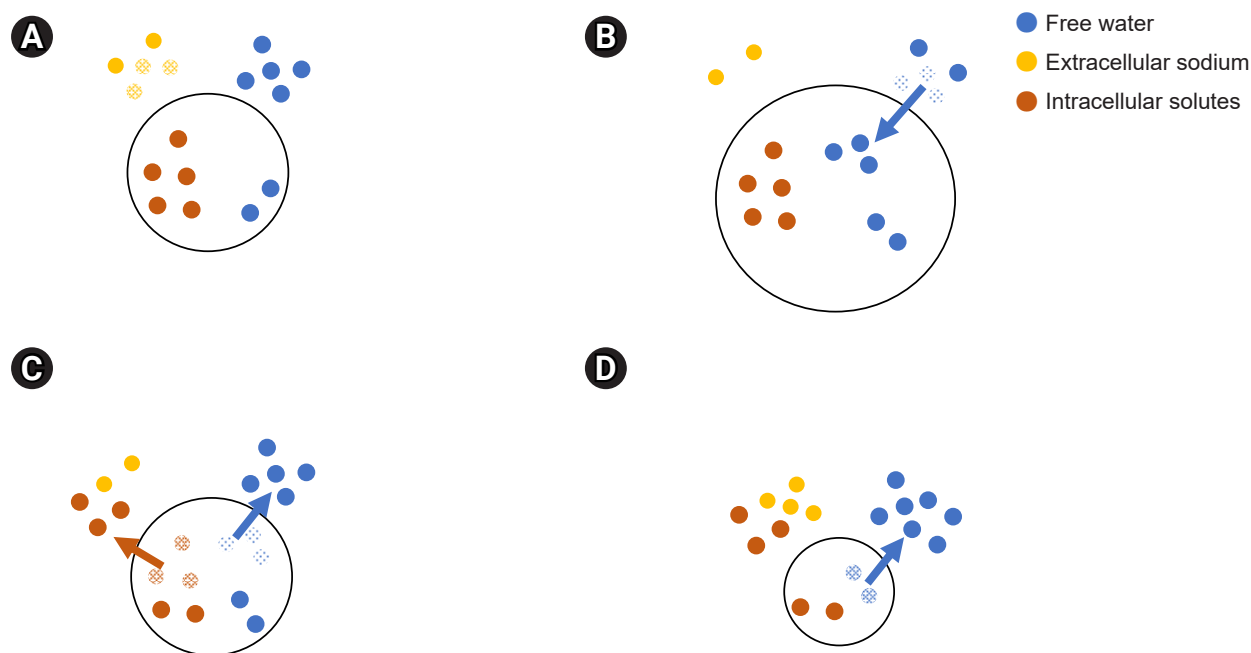 A
B
Free water
Extracellular sodium
Intracellular solutes
C
D